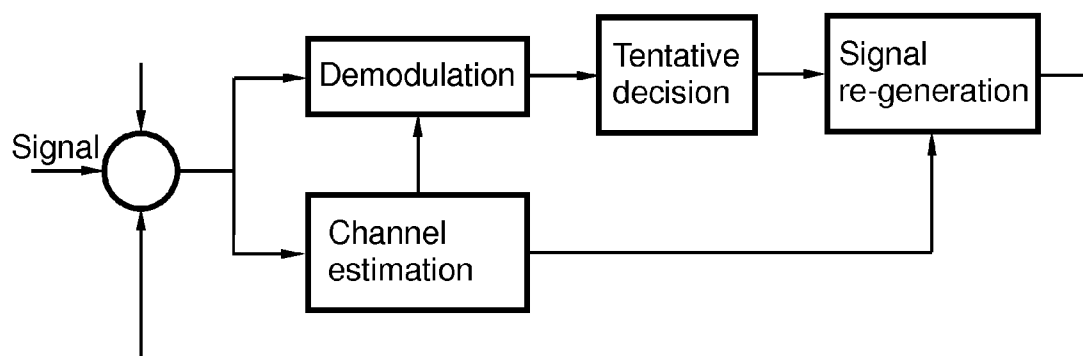 Signal
Demodulation
Tentative
decision
Signal
re-generation
Channel
estimation